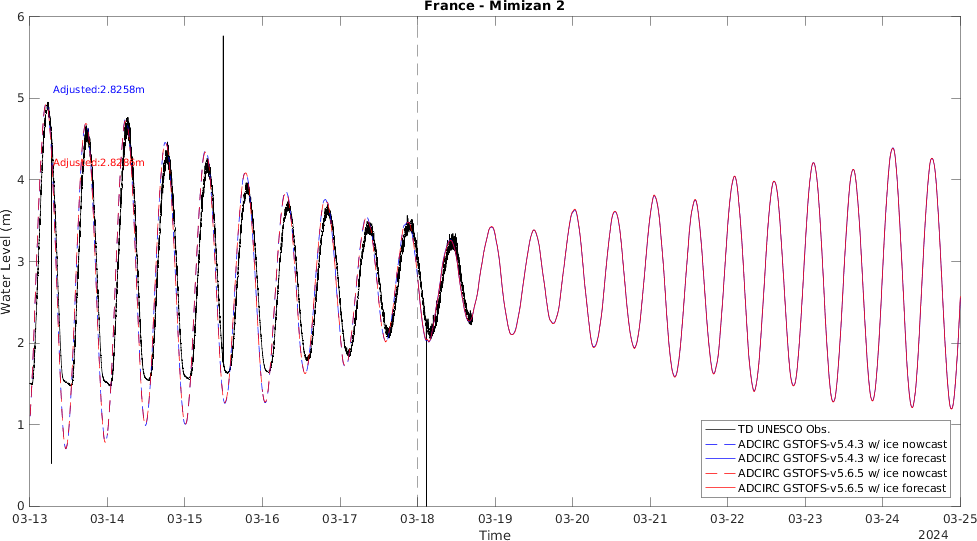 France - Mimizan 2
6
5
4
3
2
1
0
Water Level (m)
Adjusted:2.8258m
Adjusted:2.8286m
TD UNESCO Obs.
ADCIRC GSTOFS-v5.4.3 w/ ice nowcast
ADCIRC GSTOFS-v5.4.3 w/ ice forecast
ADCIRC GSTOFS-v5.6.5 w/ ice nowcast
ADCIRC GSTOFS-v5.6.5 w/ ice forecast
03-13 03-14 03-15 03-16 03-17 03-18 03-19 03-20 03-21 03-22 03-23 03-24 03-25
Time
2024